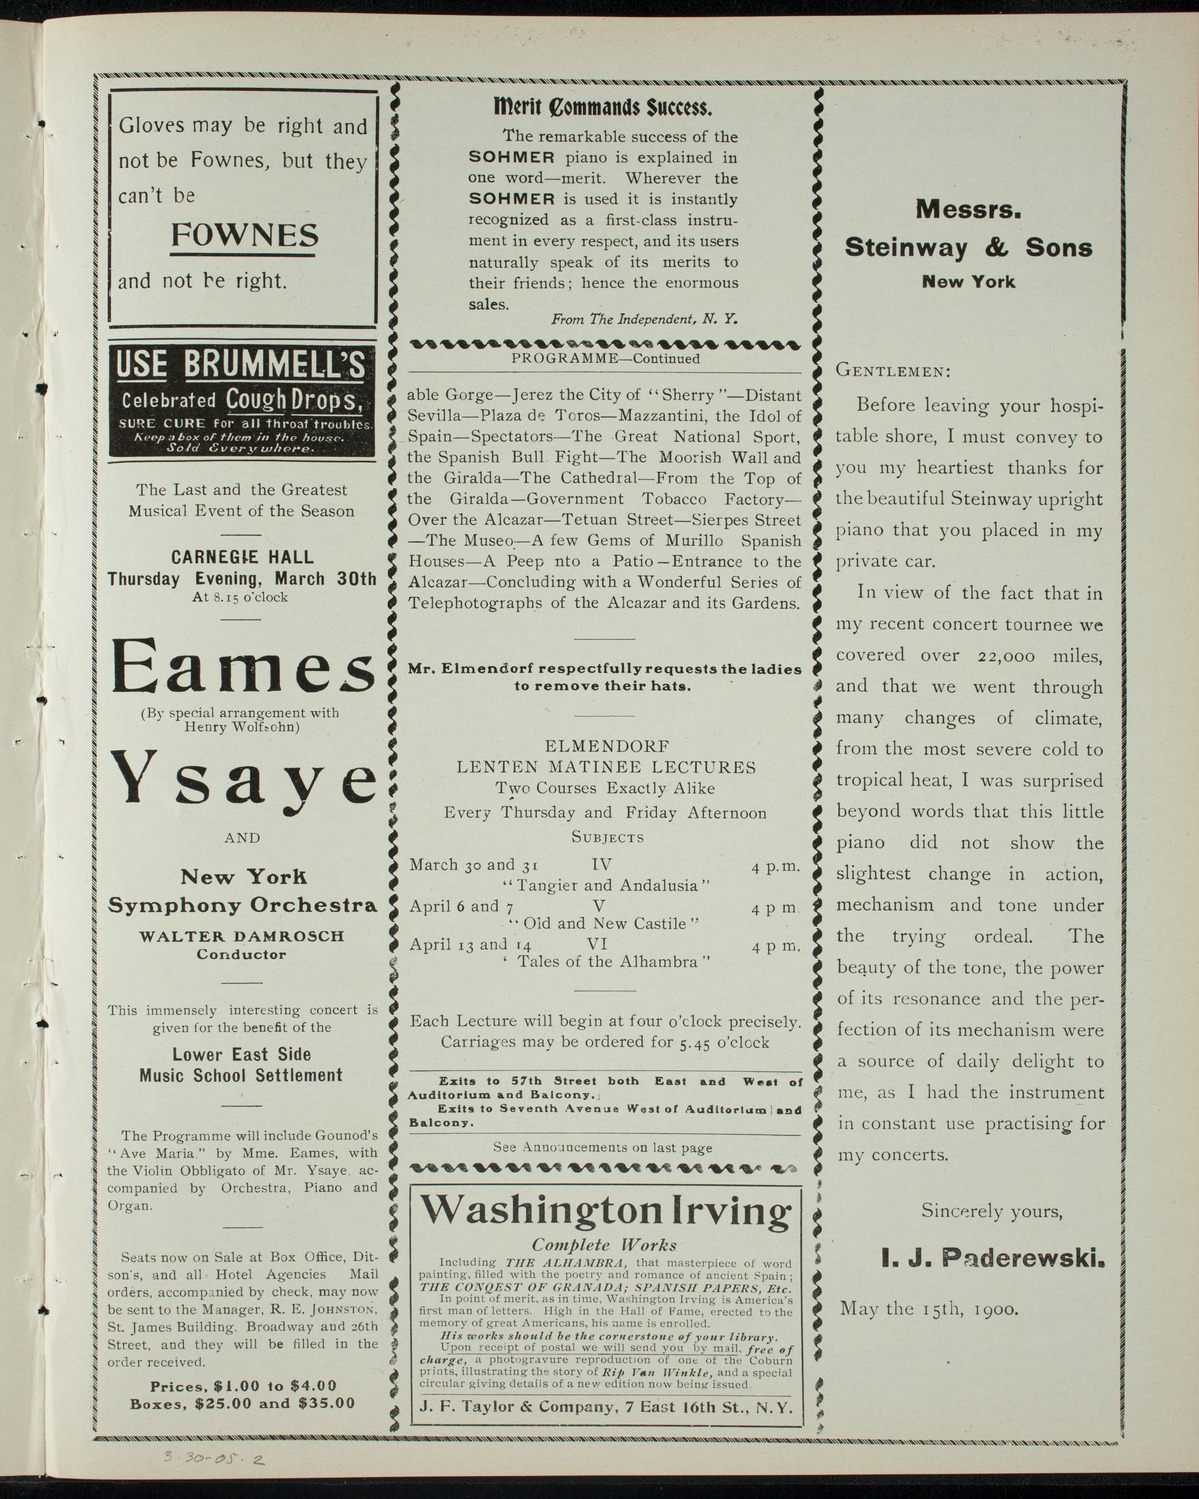 Gloves may be right and
not be Fownes, but they
can't be
FOWNES
and not be right.
USE BRUMMELL'S
Celebrated Cough Drops,
SURE CURE For all throat troubles.
Keep a box of them in the house.
Sold Everywhere.
The Last and the Greatest
Musical Event of the Season
CARNEGIE HALL
Thursday Evening, March 30th
At 8.15 o'clock
Eames
(By special arrangement with
Henry Wolfsohn)
Ysaye
AND
New York
Symphony Orchestra
WALTER DAMROSCH
Conductor
This immensely interesting concert is
given for the benefit of the
Lower East Side
Music School Settlement
The Programme will include Gounod's
"Ave Maria," by Mme. Eames, with
the Violin Obbligato of Mr. Ysaye, ac-
companied by Orchestra, Piano and
Organ.
Seats now on Sale at Box Office, Dit-
son's, and all Hotel Agencies Mail
orders, accompanied by check, may now
be sent to the Manager, R. E. JOHNSTON,
St. James Building. Broadway and 26th
Street, and they will be filled in the
order received.
Prices, $1.00 to $4.00
Boxes, $25.00 and $35.00
Merit Commands Success.
The remarkable success of the
SOHMER piano is explained in
one word—merit. Wherever the
SOHMER is used it is instantly
recognized as a first-class instru-
ment in every respect, and its users
naturally speak of its merits to
their friends; hence the enormous
sales.
From The Independent, N. Y.
PROGRAMME—Continued
able Gorge—Jerez the City of "Sherry"—Distant
Sevilla—Plaza de Toros—Mazzantini, the Idol of
Spain—Spectators—The Great National Sport,
the Spanish Bull Fight—The Moorish Wall and
the Giralda—The Cathedral—From the Top of
the Giralda—Government Tobacco Factory—
Over the Alcazar—Tetuan Street—Sierpes Street
—The Museo—A few Gems of Murillo Spanish
Houses—A Peep nto a Patio—Entrance to the
Alcazar—Concluding with a Wonderful Series of
Telephotographs of the Alcazar and its Gardens.
Mr. Elmendorf respectfully requests the ladies
to remove their hats.
ELMENDORF
LENTEN MATINEE LECTURES
Two Courses Exactly Alike
Every Thursday and Friday Afternoon
SUBJECTS
March 30 and 31 IV 4 p.m.
"Tangier and Andalusia"
April 6 and 7 V 4 p m.
"Old and New Castile"
April 13 and 14 VI 4 p m.
' Tales of the Alhambra"
Each Lecture will begin at four o'clock precisely.
Carriages may be ordered for 5.45 o'clock
Exits to 57th Street both East and West of
Auditorium and Balcony.
Exits to Seventh Avenue West of Auditorium and
Balcony.
See Announcements on last page
Washington Irving
Complete Works
Including THE ALHAMBRA, that masterpiece of word
painting, filled with the poetry and romance of ancient Spain;
THE CONQEST OF GRANADA; SPANISH PAPERS, Etc.
In point of merit, as in time, Washington Irving is America's
first man of letters. High in the Hall of Fame, erected to the
memory of great Americans, his name is enrolled.
His works should be the cornerstone of your library.
Upon receipt of postal we will send you by mail, free of
charge, a photogravure reproduction of one of the Coburn
prints, illustrating the story of Rip Van Winkle, and a special
circular giving details of a new edition now being issued.
J. F. Taylor & Company, 7 East 16th St., N.Y.
Messrs.
Steinway & Sons
New York
GENTLEMEN:
Before leaving your hospi-
table shore, I must convey to
you my heartiest thanks for
the beautiful Steinway upright
piano that you placed in my
private car.
In view of the fact that in
my recent concert tournee we
covered over 22,000 miles,
and that we went through
many changes of climate,
from the most severe cold to
tropical heat, I was surprised
beyond words that this little
piano did not show the
slightest change in action,
mechanism and tone under
the trying ordeal. The
beauty of the tone, the power
of its resonance and the per-
fection of its mechanism were
a source of daily delight to
me, as I had the instrument
in constant use practising for
my concerts.
Sincerely yours,
I. J. Paderewski.
May the 15th, 1900.
3-30-05-2